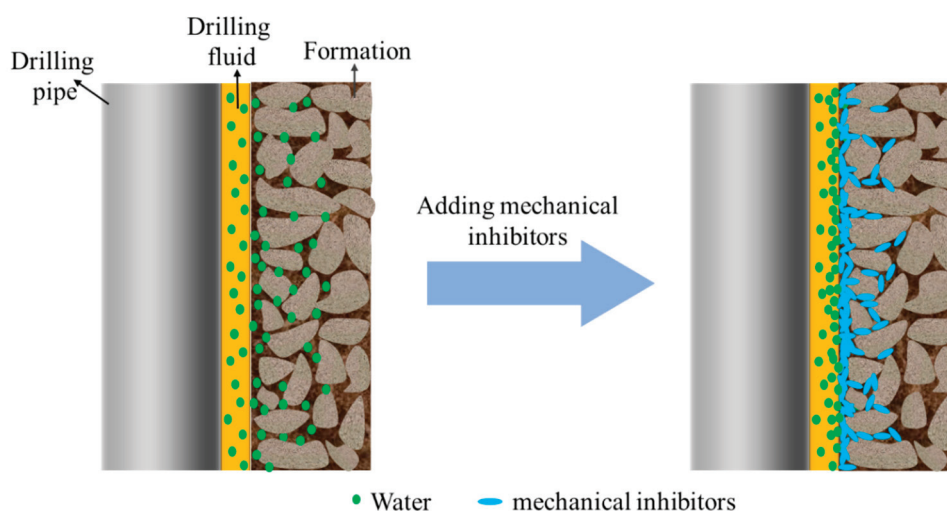 Drilling
fluid
Formation
Drilling
pipe
Adding mechanical
inhibitors
Water
mechanical inhibitors